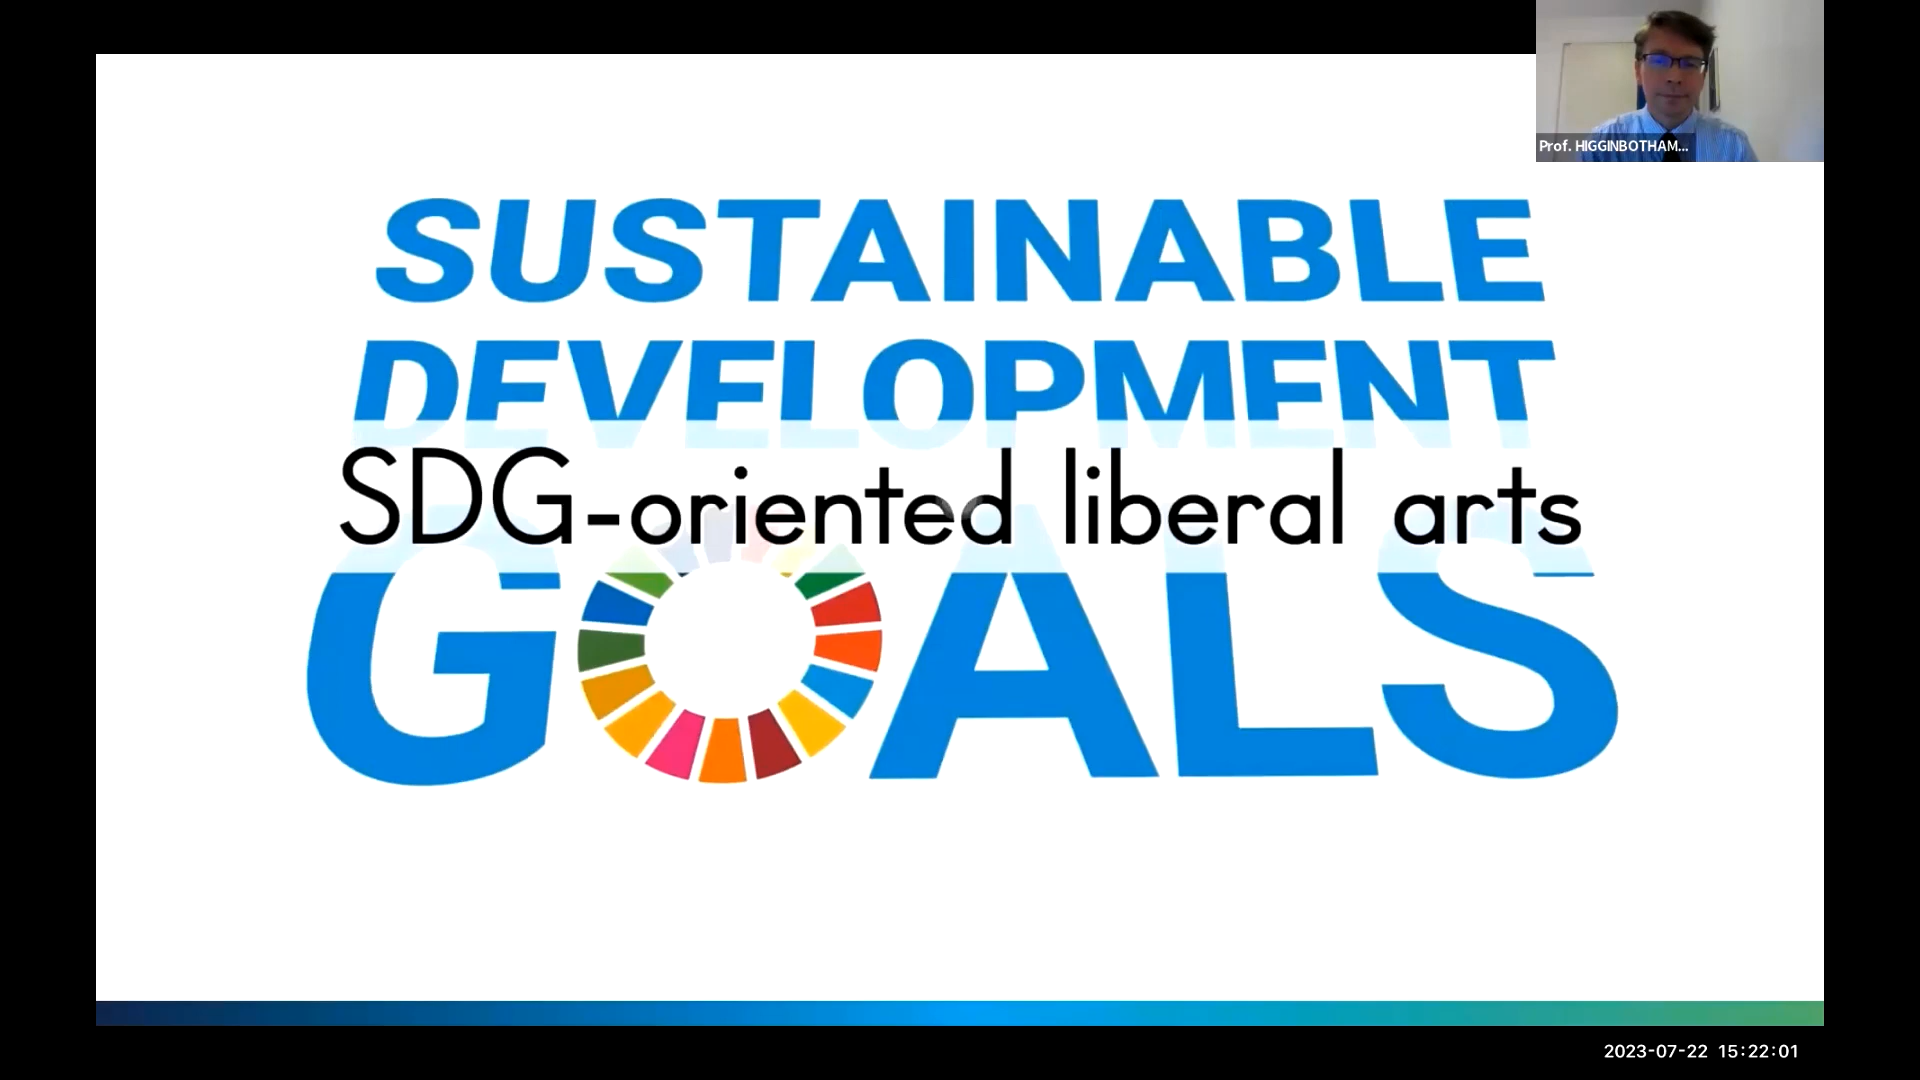 Prof. HIGGINBOTHAM...
SUSTAINABLE
DEVELOPMENT
SDG-oriented liberal arts
GOALS
2023-07-22 15:22:01